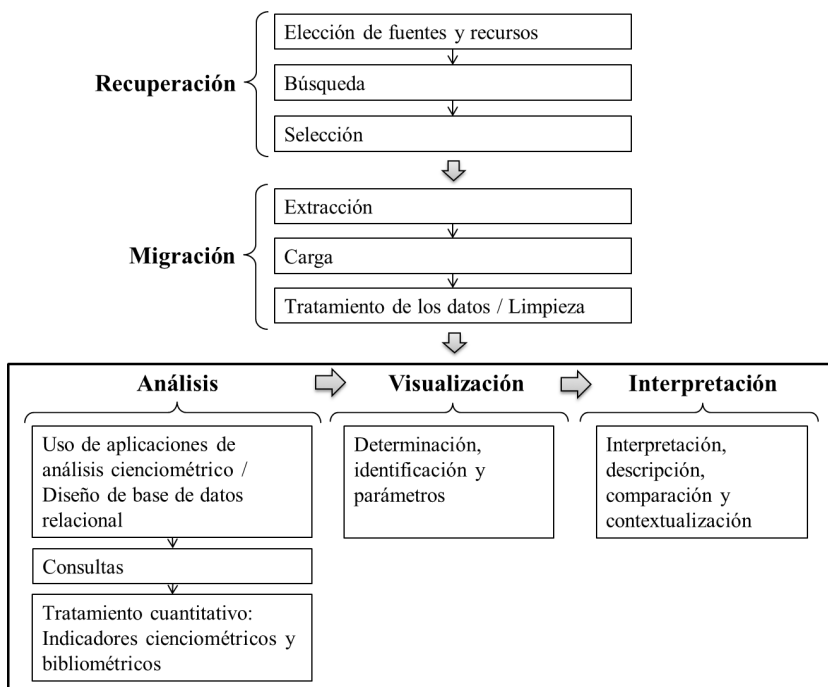 Recuperación
Elección de fuentes y recursos
Búsqueda
Selección
Migración
Extracción
Carga
Tratamiento de los datos / Limpieza
Análisis
Uso de aplicaciones de
análisis cienciométrico /
Diseño de base de datos
relacional
Consultas
Tratamiento cuantitativo:
Indicadores cienciométricos y
bibliométricos
Visualización
Determinación,
identificación y
parámetros
Interpretación
Interpretación,
descripción,
comparación y
contextualización